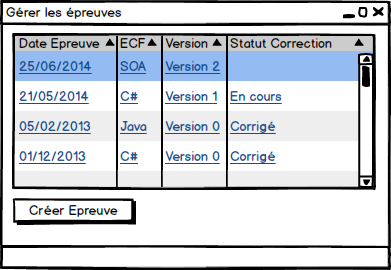 Gérer les épreuves
Date Epreuve ECF Version Statut Correction
25/06/2014 SOA Version 2
21/05/2014 C# Version 1 En cours
05/02/2013 Java Version 0 Corrigé
01/12/2013 C# Version 0 Corrigé
Créer Epreuve